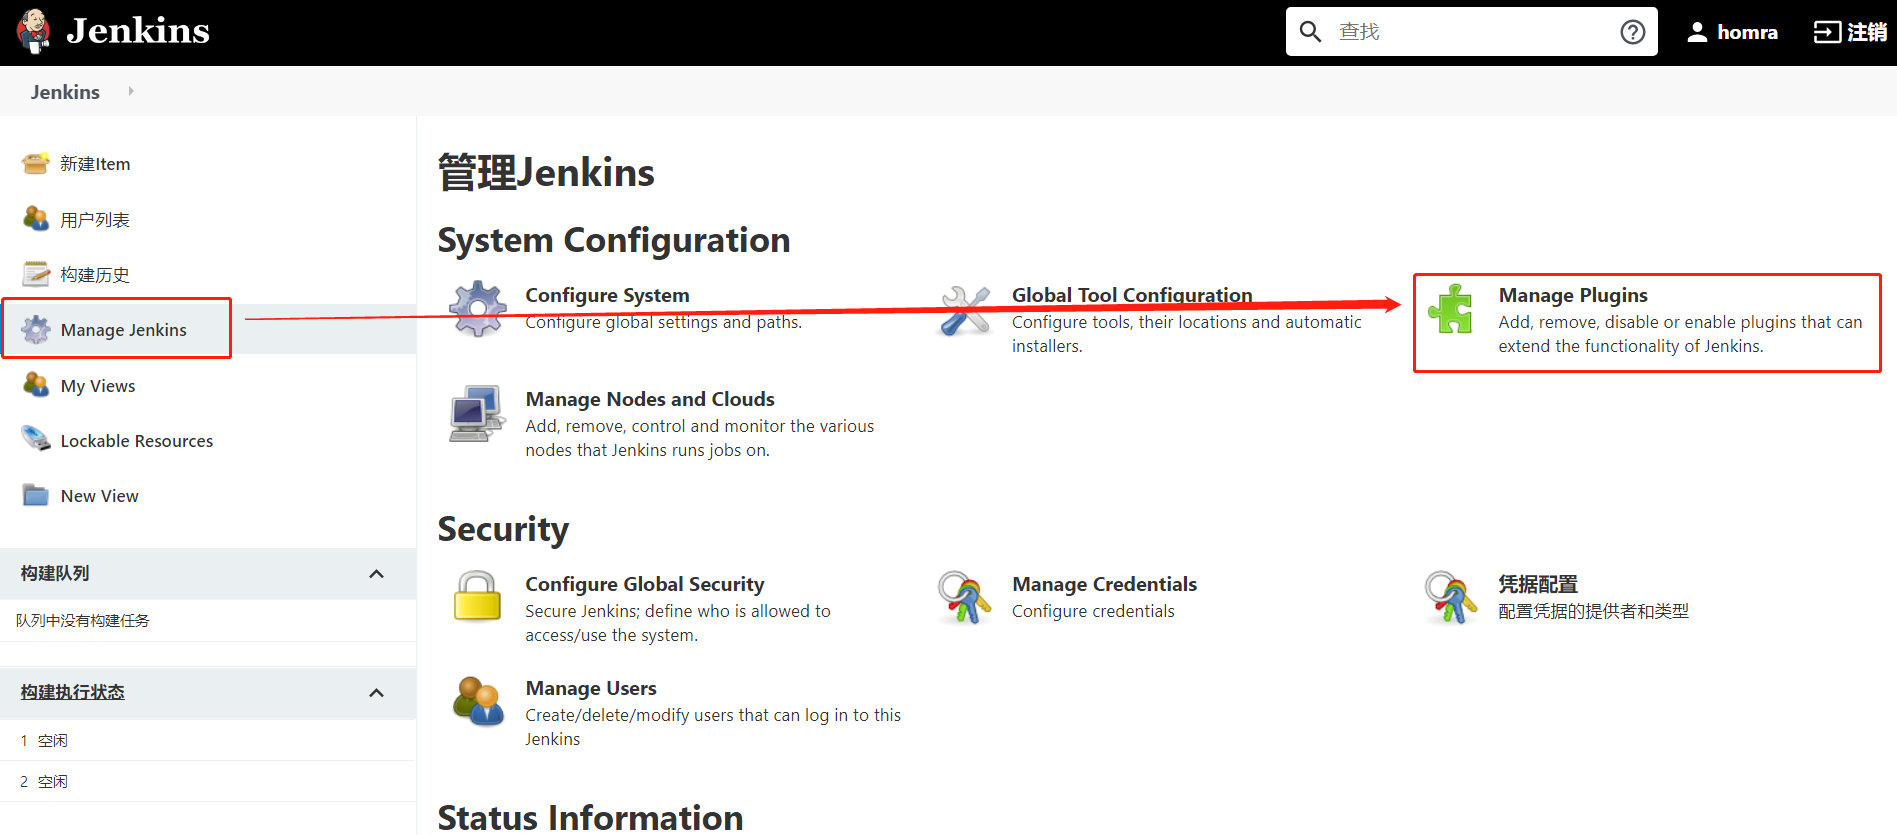 Jenkins
查找
homra
注销
Jenkins
新建Item
用户列表
构建历史
Manage Jenkins
My Views
Lockable Resources
New View
构建队列
队列中没有构建任务
构建执行状态
1 空闲
2 空闲
管理Jenkins
System Configuration
Configure System
Configure global settings and paths.
Global Tool Configuration
Configure tools, their locations and automatic
installers.
Manage Plugins
Add, remove, disable or enable plugins that can
extend the functionality of Jenkins.
Manage Nodes and Clouds
Add, remove, control and monitor the various
nodes that Jenkins runs jobs on.
Security
Configure Global Security
Secure Jenkins; define who is allowed to
access/use the system.
Manage Credentials
Configure credentials
凭据配置
配置凭据的提供者和类型
Manage Users
Create/delete/modify users that can log in to this
Jenkins
Status Information